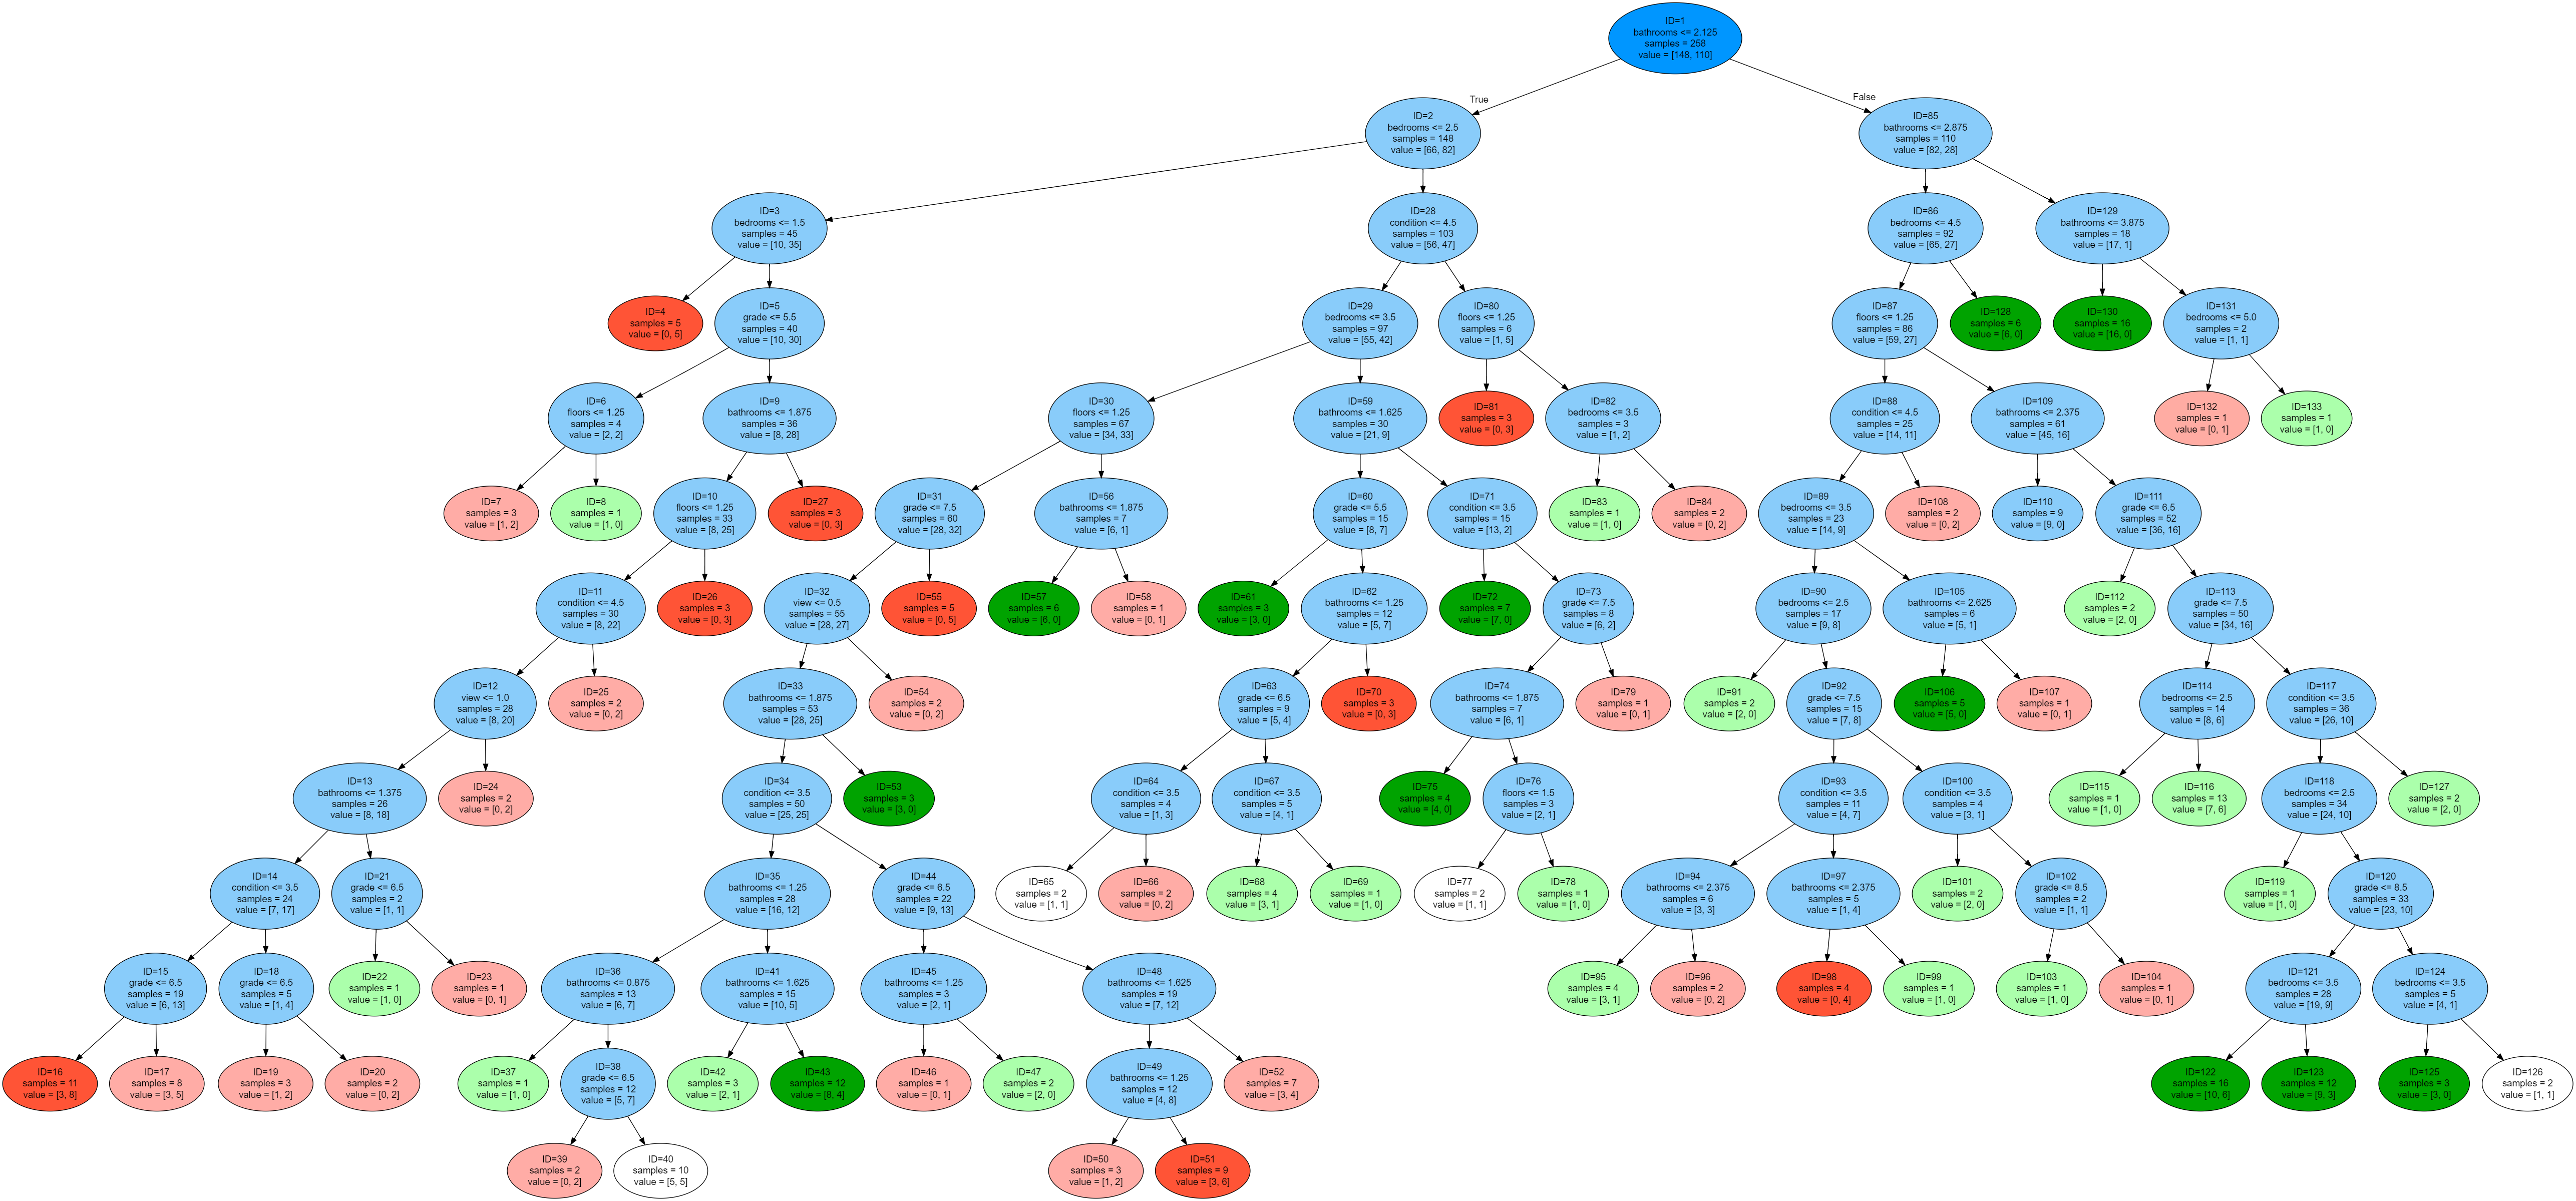 ID=1
bathrooms <= 2.125
samples = 258
value = [148, 110]
True
False
ID=2
bedrooms <= 2.5
samples = 148
value = [66, 82]
ID=85
bathrooms <= 2.875
samples = 110
value = [82, 28]
ID=3
bedrooms <= 1.5
samples = 45
value = [10, 35]
ID=28
condition <= 4.5
samples = 103
value = [56, 47]
ID=86
bedrooms <= 4.5
samples = 92
value = [65, 27]
ID=129
bathrooms <= 3.875
samples = 18
value = [17, 1]
ID=4
samples = 5
value = [0, 5]
ID=5
grade <= 5.5
samples = 40
value = [10, 30]
ID=29
bedrooms <= 3.5
samples = 97
value = [55, 42]
ID=80
floors <= 1.25
samples = 6
value = [1, 5]
ID=87
floors <= 1.25
samples = 86
value = [59, 27]
ID=128
samples = 6
value = [6, 0]
ID=130
samples = 16
value = [16, 0]
ID=131
bedrooms <= 5.0
samples = 2
value = [1, 1]
ID=6
floors <= 1.25
samples = 4
value = [2, 2]
ID=9
bathrooms <= 1.875
samples = 36
value = [8, 28]
ID=30
floors <= 1.25
samples = 67
value = [34, 33]
ID=59
bathrooms <= 1.625
samples = 30
value = [21, 9]
ID=81
samples = 3
value = [0, 3]
ID=82
bedrooms <= 3.5
samples = 3
value = [1, 2]
ID=88
condition <= 4.5
samples = 25
value = [14, 11]
ID=109
bathrooms <= 2.375
samples = 61
value = [45, 16]
ID=132
samples = 1
value = [0, 1]
ID=133
samples = 1
value = [1, 0]
ID=7
samples = 3
value = [1, 2]
ID=8
samples = 1
value = [1, 0]
ID=10
floors <= 1.25
samples = 33
value = [8, 25]
ID=27
samples = 3
value = [0, 3]
ID=31
grade <= 7.5
samples = 60
value = [28, 32]
ID=56
bathrooms <= 1.875
samples = 7
value = [6, 1]
ID=60
grade <= 5.5
samples = 15
value = [8, 7]
ID=71
condition <= 3.5
samples = 15
value = [13, 2]
ID=83
samples = 1
value = [1, 0]
ID=84
samples = 2
value = [0, 2]
ID=89
bedrooms <= 3.5
samples = 23
value = [14, 9]
ID=108
samples = 2
value = [0, 2]
ID=110
samples = 9
value = [9, 0]
ID=111
grade <= 6.5
samples = 52
value = [36, 16]
ID=11
condition <= 4.5
samples = 30
value = [8, 22]
ID=26
samples = 3
value = [0, 3]
ID=32
view <= 0.5
samples = 55
value = [28, 27]
ID=55
samples = 5
value = [0, 5]
ID=57
samples = 6
value = [6, 0]
ID=58
samples = 1
value = [0, 1]
ID=61
samples = 3
value = [3, 0]
ID=62
bathrooms <= 1.25
samples = 12
value = [5, 7]
ID=72
samples = 7
value = [7, 0]
ID=73
grade <= 7.5
samples = 8
value = [6, 2]
ID=90
bedrooms <= 2.5
samples = 17
value = [9, 8]
ID=105
bathrooms <= 2.625
samples = 6
value = [5, 1]
ID=112
samples = 2
value = [2, 0]
ID=113
grade <= 7.5
samples = 50
value = [34, 16]
ID=12
view <= 1.0
samples = 28
value = [8, 20]
ID=25
samples = 2
value = [0, 2]
ID=33
bathrooms <= 1.875
samples = 53
value = [28, 25]
ID=54
samples = 2
value = [0, 2]
ID=63
grade <= 6.5
samples = 9
value = [5, 4]
ID=70
samples = 3
value = [0, 3]
ID=74
bathrooms <= 1.875
samples = 7
value = [6, 1]
ID=79
samples = 1
value = [0, 1]
ID=91
samples = 2
value = [2, 0]
ID=92
grade <= 7.5
samples = 15
value = [7, 8]
ID=106
samples = 5
value = [5, 0]
ID=107
samples = 1
value = [0, 1]
ID=114
bedrooms <= 2.5
samples = 14
value = [8, 6]
ID=117
condition <= 3.5
samples = 36
value = [26, 10]
ID=13
bathrooms <= 1.375
samples = 26
value = [8, 18]
ID=24
samples = 2
value = [0, 2]
ID=34
condition <= 3.5
samples = 50
value = [25, 25]
ID=53
samples = 3
value = [3, 0]
ID=64
condition <= 3.5
samples = 4
value = [1, 3]
ID=67
condition <= 3.5
samples = 5
value = [4, 1]
ID=75
samples = 4
value = [4, 0]
ID=76
floors <= 1.5
samples = 3
value = [2, 1]
ID=93
condition <= 3.5
samples = 11
value = [4, 7]
ID=100
condition <= 3.5
samples = 4
value = [3, 1]
ID=115
samples = 1
value = [1, 0]
ID=116
samples = 13
value = [7, 6]
ID=118
bedrooms <= 2.5
samples = 34
value = [24, 10]
ID=127
samples = 2
value = [2, 0]
ID=14
condition <= 3.5
samples = 24
value = [7, 17]
ID=21
grade <= 6.5
samples = 2
value = [1, 1]
ID=35
bathrooms <= 1.25
samples = 28
value = [16, 12]
ID=44
grade <= 6.5
samples = 22
value = [9, 13]
ID=65
samples = 2
value = [1, 1]
ID=66
samples = 2
value = [0, 2]
ID=68
samples = 4
value = [3, 1]
ID=69
samples = 1
value = [1, 0]
ID=77
samples = 2
value = [1, 1]
ID=78
samples = 1
value = [1, 0]
ID=94
bathrooms <= 2.375
samples = 6
value = [3, 3]
ID=97
bathrooms <= 2.375
samples = 5
value = [1, 4]
ID=101
samples = 2
value = [2, 0]
ID=102
grade <= 8.5
samples = 2
value = [1, 1]
ID=119
samples = 1
value = [1, 0]
ID=120
grade <= 8.5
samples = 33
value = [23, 10]
ID=15
grade <= 6.5
samples = 19
value = [6, 13]
ID=18
grade <= 6.5
samples = 5
value = [1, 4]
ID=22
samples = 1
value = [1, 0]
ID=23
samples = 1
value = [0, 1]
ID=36
bathrooms <= 0.875
samples = 13
value = [6, 7]
ID=41
bathrooms <= 1.625
samples = 15
value = [10, 5]
ID=45
bathrooms <= 1.25
samples = 3
value = [2, 1]
ID=48
bathrooms <= 1.625
samples = 19
value = [7, 12]
ID=95
samples = 4
value = [3, 1]
ID=96
samples = 2
value = [0, 2]
ID=98
samples = 4
value = [0, 4]
ID=99
samples = 1
value = [1, 0]
ID=103
samples = 1
value = [1, 0]
ID=104
samples = 1
value = [0, 1]
ID=121
bedrooms <= 3.5
samples = 28
value = [19, 9]
ID=124
bedrooms <= 3.5
samples = 5
value = [4, 1]
ID=16
samples = 11
value = [3, 8]
ID=17
samples = 8
value = [3, 5]
ID=19
samples = 3
value = [1, 2]
ID=20
samples = 2
value = [0, 2]
ID=37
samples = 1
value = [1, 0]
ID=38
grade <= 6.5
samples = 12
value = [5, 7]
ID=42
samples = 3
value = [2, 1]
ID=43
samples = 12
value = [8, 4]
ID=46
samples = 1
value = [0, 1]
ID=47
samples = 2
value = [2, 0]
ID=49
bathrooms <= 1.25
samples = 12
value = [4, 8]
ID=52
samples = 7
value = [3, 4]
ID=122
samples = 16
value = [10, 6]
ID=123
samples = 12
value = [9, 3]
ID=125
samples = 3
value = [3, 0]
ID=126
samples = 2
value = [1, 1]
ID=39
samples = 2
value = [0, 2]
ID=40
samples = 10
value = [5, 5]
ID=50
samples = 3
value = [1, 2]
ID=51
samples = 9
value = [3, 6]